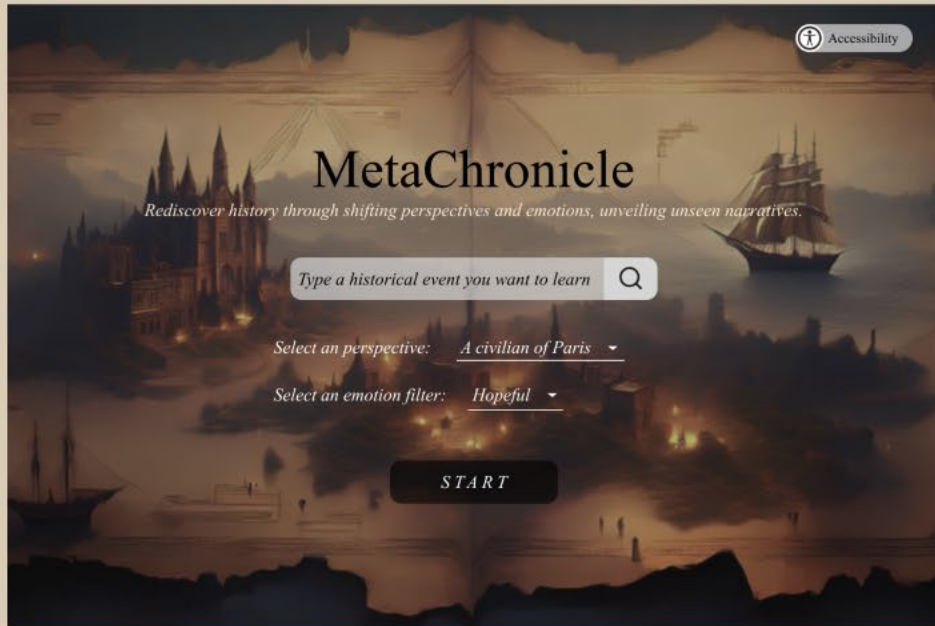 Accessibility
MetaChronicle
Rediscover history through shifting perspectives and emotions, unveiling unseen narratives.
Type a historical event you want to learn
Select an perspective: A civilian of Paris
Select an emotion filter: Hopeful
START